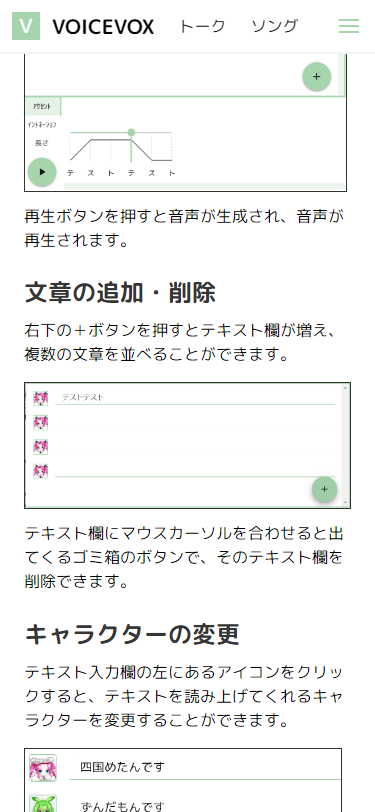 V VOICEVOX トーク ソング
アクセント
イントネーション
長さ
テ ス ト テ ス ト
再生ボタンを押すと音声が生成され、音声が
再生されます。
文章の追加・削除
右下の＋ボタンを押すとテキスト欄が増え、
複数の文章を並べることができます。
テストテスト
テキスト欄にマウスカーソルを合わせると出
てくるゴミ箱のボタンで、そのテキスト欄を
削除できます。
キャラクターの変更
テキスト入力欄の左にあるアイコンをクリッ
クすると、テキストを読み上げてくれるキャ
ラクターを変更することができます。
四国めたんです
ずんだもんです